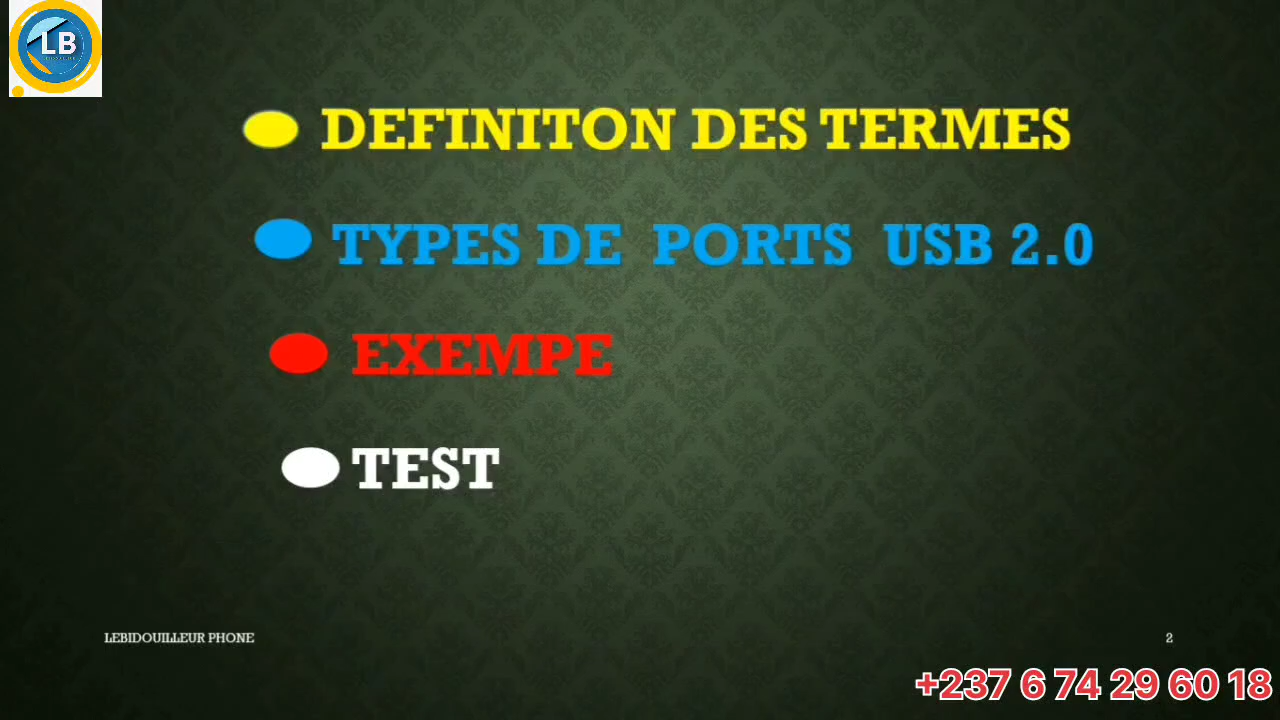 LB
DEFINITON DES TERMES
TYPES DE PORTS USB 2.0
EXEMPE
TEST
LEBIDOUILLEUR PHONE
2
+237 6 74 29 60 18